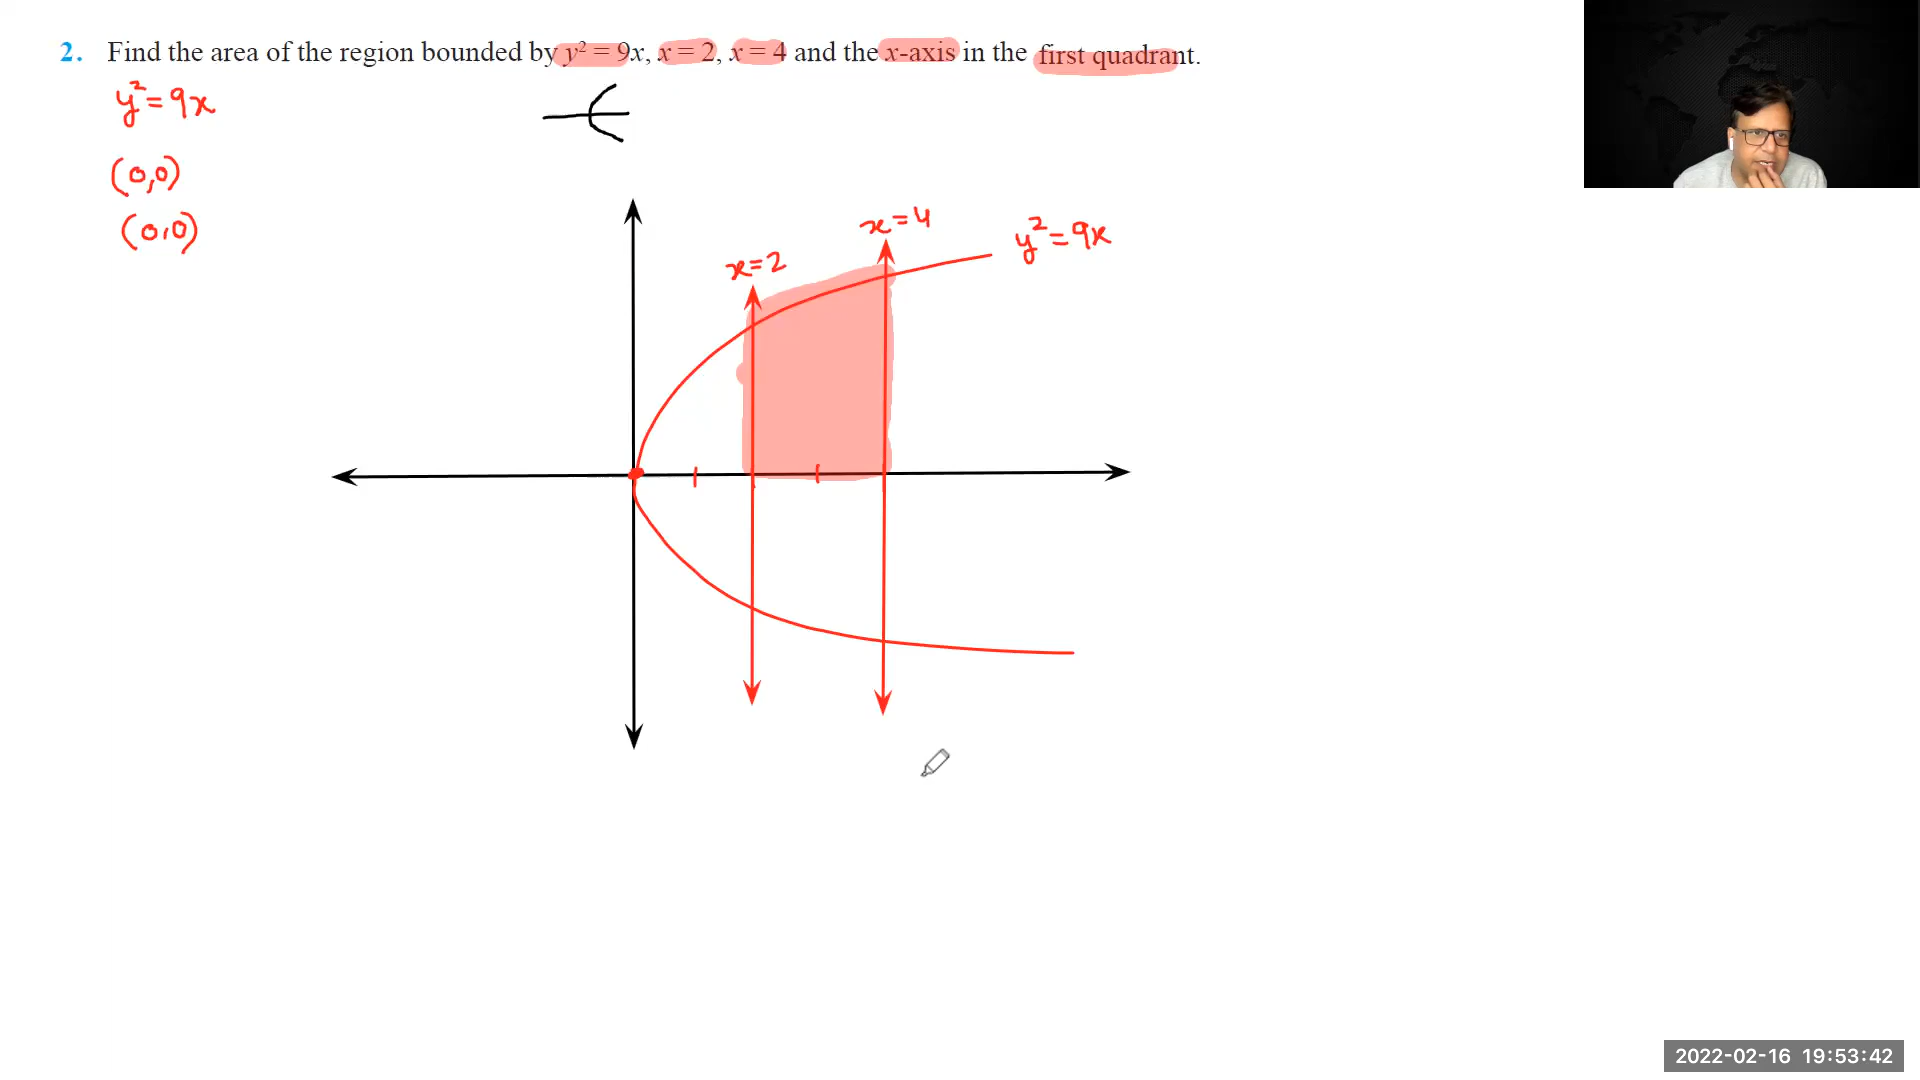 2. Find the area of the region bounded by y² = 9x, x = 2, x = 4 and the x-axis in the first quadrant.
y² = 9x
(0,0)
(0,0)
x=4
y² = 9x
x=2
2022-02-16 19:53:42